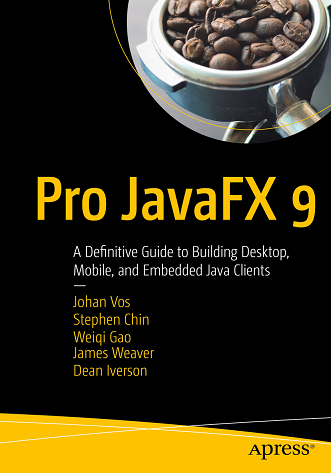 Pro JavaFX 9
A Definitive Guide to Building Desktop,
Mobile, and Embedded Java Clients
—
Johan Vos
Stephen Chin
Weiqi Gao
James Weaver
Dean Iverson
Apress®